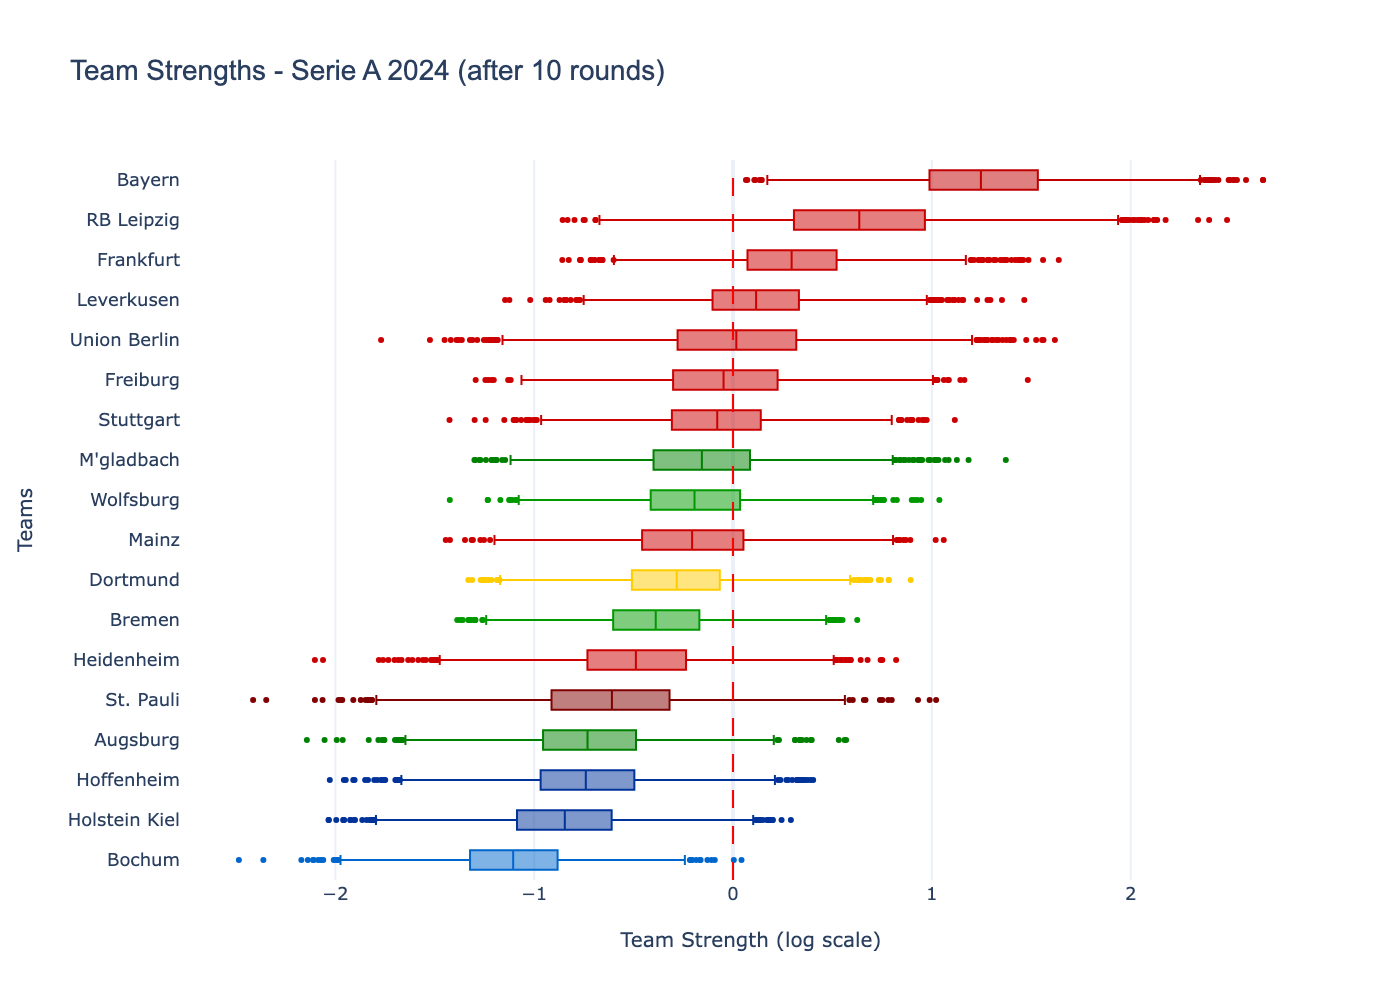 Team Strengths - Serie A 2024 (after 10 rounds)
Bayern
RB Leipzig
Frankfurt
Leverkusen
Union Berlin
Freiburg
Stuttgart
M'gladbach
Wolfsburg
Mainz
Dortmund
Bremen
Heidenheim
St. Pauli
Augsburg
Hoffenheim
Holstein Kiel
Bochum
Teams
−2 −1 0 1 2
Team Strength (log scale)